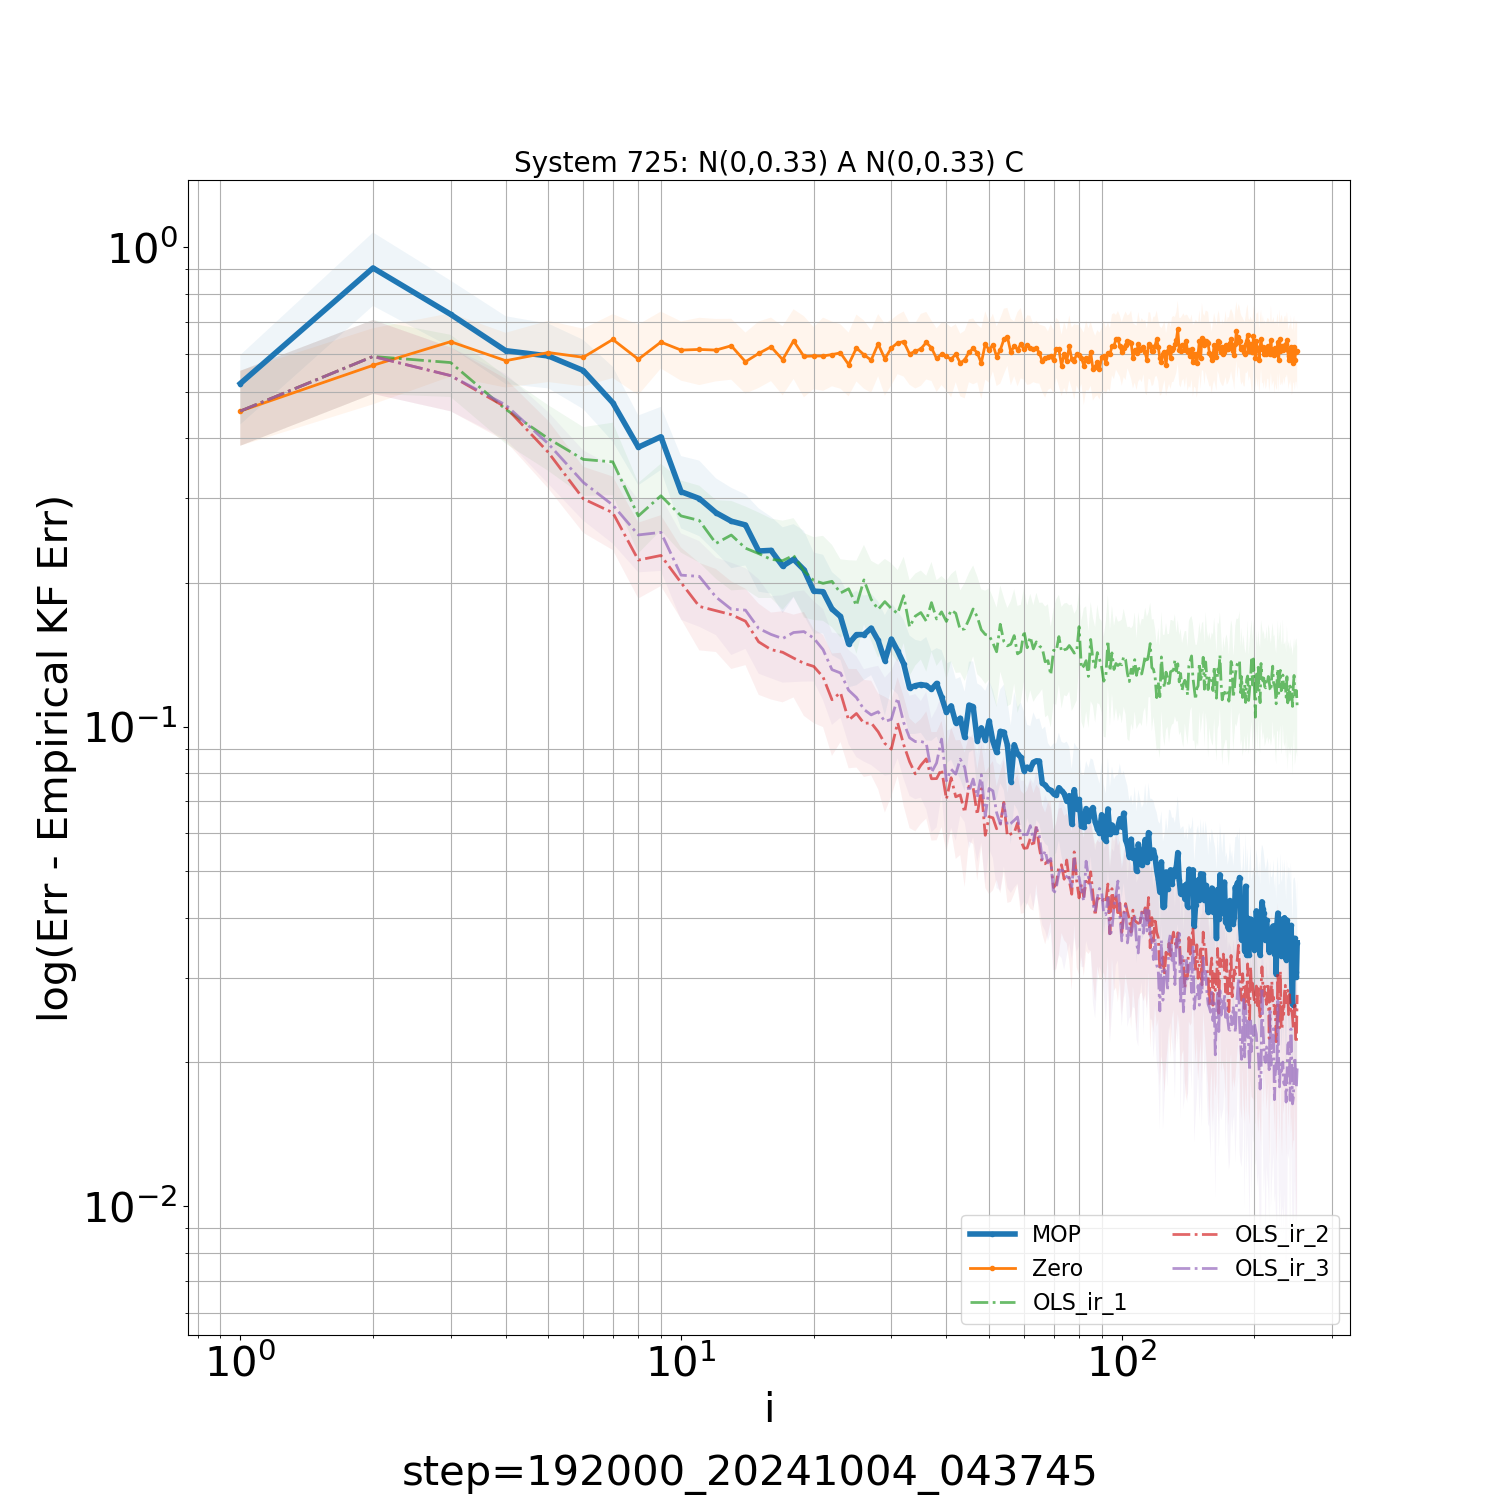 System 725: N(0,0.33) A N(0,0.33) C
log(Err - Empirical KF Err)
10^0
10^-1
10^-2
MOP
Zero
OLS_ir_1
OLS_ir_2
OLS_ir_3
10^0 10^1 10^2
i
step=192000_20241004_043745